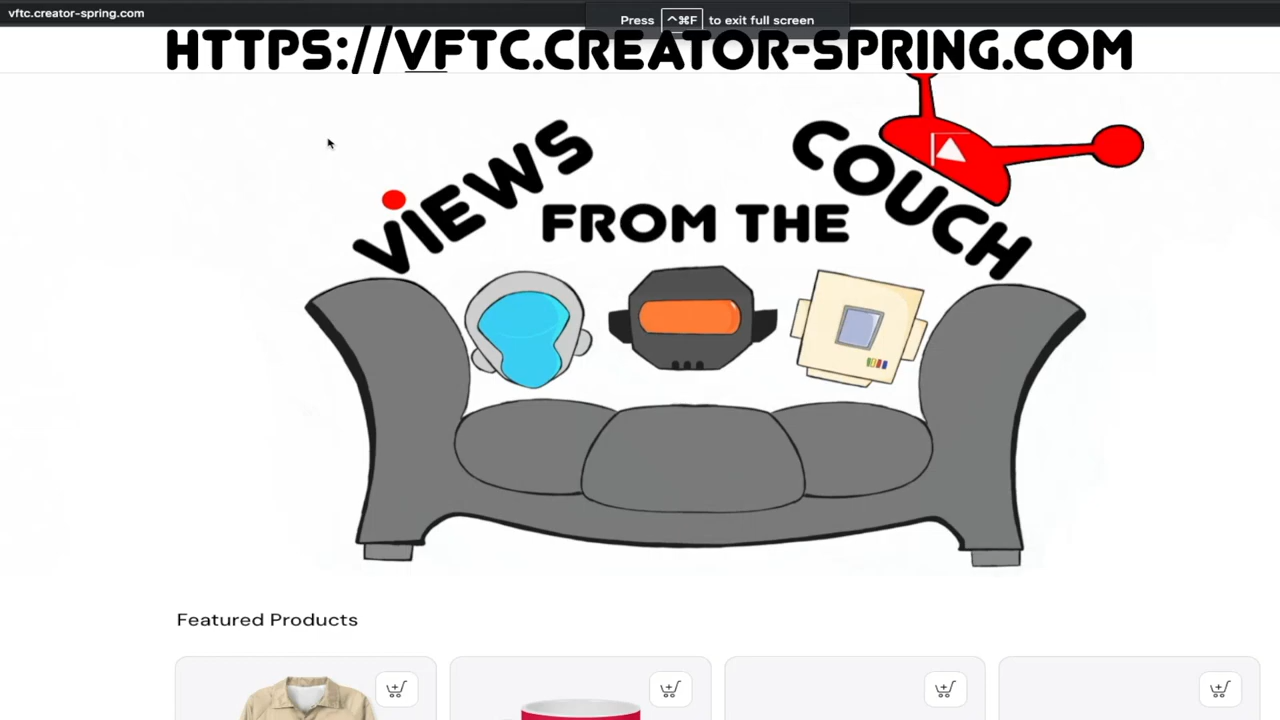 vftc.creator-spring.com
Press ^⌘F to exit full screen
HTTPS://VFTC.CREATOR-SPRING.COM
VIEWS
FROM THE
COUCH
Featured Products